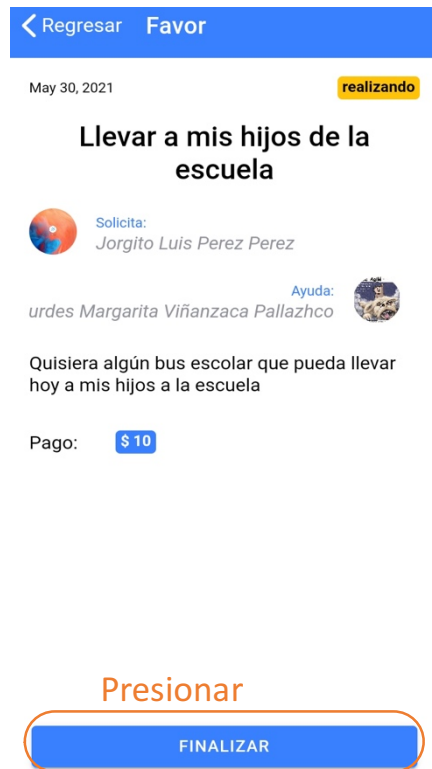 Regresar Favor
May 30, 2021 realizando
Llevar a mis hijos de la
escuela
Solicita:
Jorgito Luis Perez Perez
Ayuda:
urdes Margarita Viñanzaca Pallazhco
Quisiera algún bus escolar que pueda llevar
hoy a mis hijos a la escuela
Pago: $ 10
Presionar
FINALIZAR